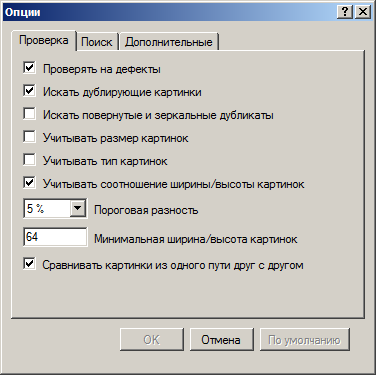 Опции
Проверка Поиск Дополнительные
Проверять на дефекты
Искать дублирующие картинки
Искать повернутые и зеркальные дубликаты
Учитывать размер картинок
Учитывать тип картинок
Учитывать соотношение ширины/высоты картинок
5 % Пороговая разность
64 Минимальная ширина/высота картинок
Сравнивать картинки из одного пути друг с другом
ОК Отмена По умолчанию